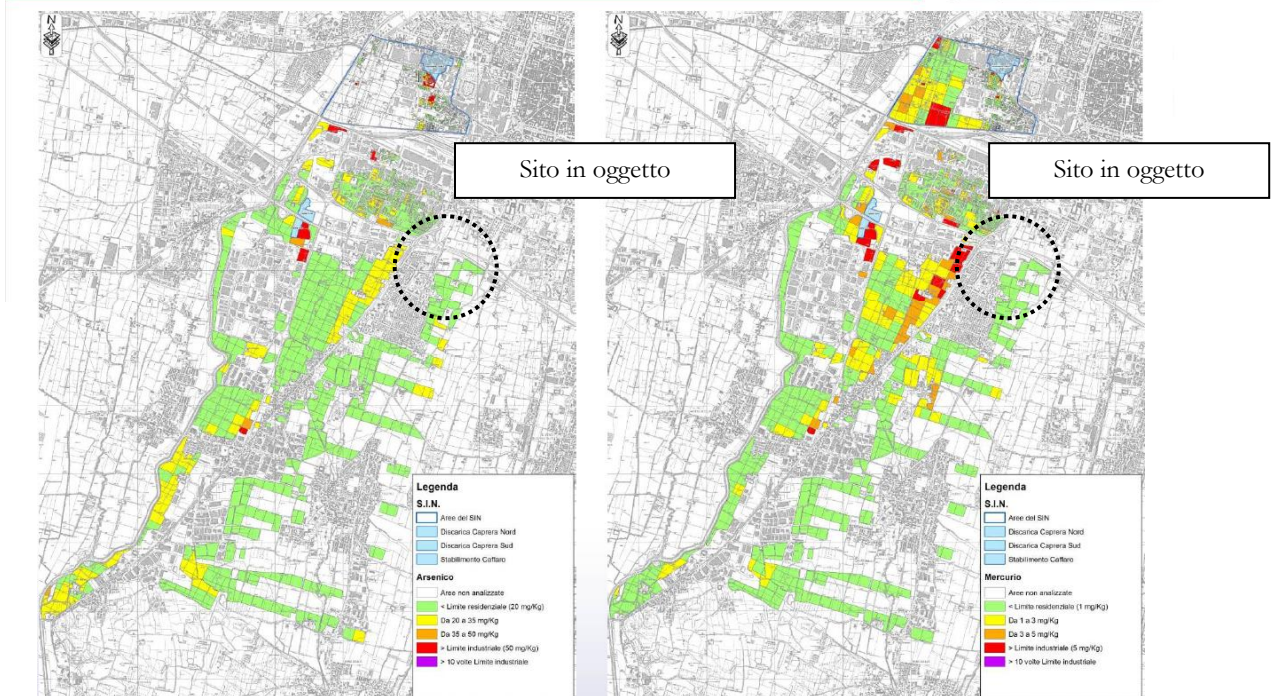 N
N
Sito in oggetto
Sito in oggetto
Legenda
S.I.N.
Aree del SIN
Discarica Caprera Nord
Discarica Caprera Sud
Stabilimento Caffaro
Arsenico
Aree non analizzate
< Limite residenziale (20 mg/Kg)
Da 20 a 35 mg/Kg
Da 35 a 50 mg/Kg
> Limite industriale (50 mg/Kg)
> 10 volte Limite industriale
Legenda
S.I.N.
Aree del SIN
Discarica Caprera Nord
Discarica Caprera Sud
Stabilimento Caffaro
Mercurio
Aree non analizzate
< Limite residenziale (1 mg/Kg)
Da 1 a 3 mg/Kg
Da 3 a 5 mg/Kg
> Limite industriale (5 mg/Kg)
> 10 volte Limite industriale